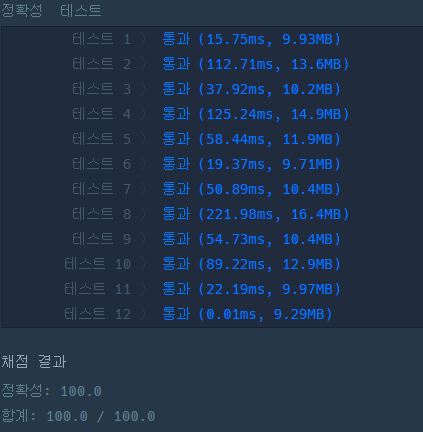 정확성 테스트
테스트 1 〉 통과 (15.75ms, 9.93MB)
테스트 2 〉 통과 (112.71ms, 13.6MB)
테스트 3 〉 통과 (37.92ms, 10.2MB)
테스트 4 〉 통과 (125.24ms, 14.9MB)
테스트 5 〉 통과 (58.44ms, 11.9MB)
테스트 6 〉 통과 (19.37ms, 9.71MB)
테스트 7 〉 통과 (50.89ms, 10.4MB)
테스트 8 〉 통과 (221.98ms, 16.4MB)
테스트 9 〉 통과 (54.73ms, 10.4MB)
테스트 10 〉 통과 (89.22ms, 12.9MB)
테스트 11 〉 통과 (22.19ms, 9.97MB)
테스트 12 〉 통과 (0.01ms, 9.29MB)
채점 결과
정확성: 100.0
합계: 100.0 / 100.0